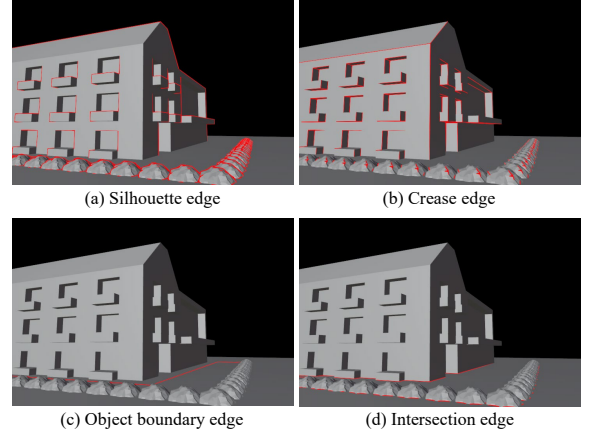 (a) Silhouette edge
(b) Crease edge
(c) Object boundary edge
(d) Intersection edge